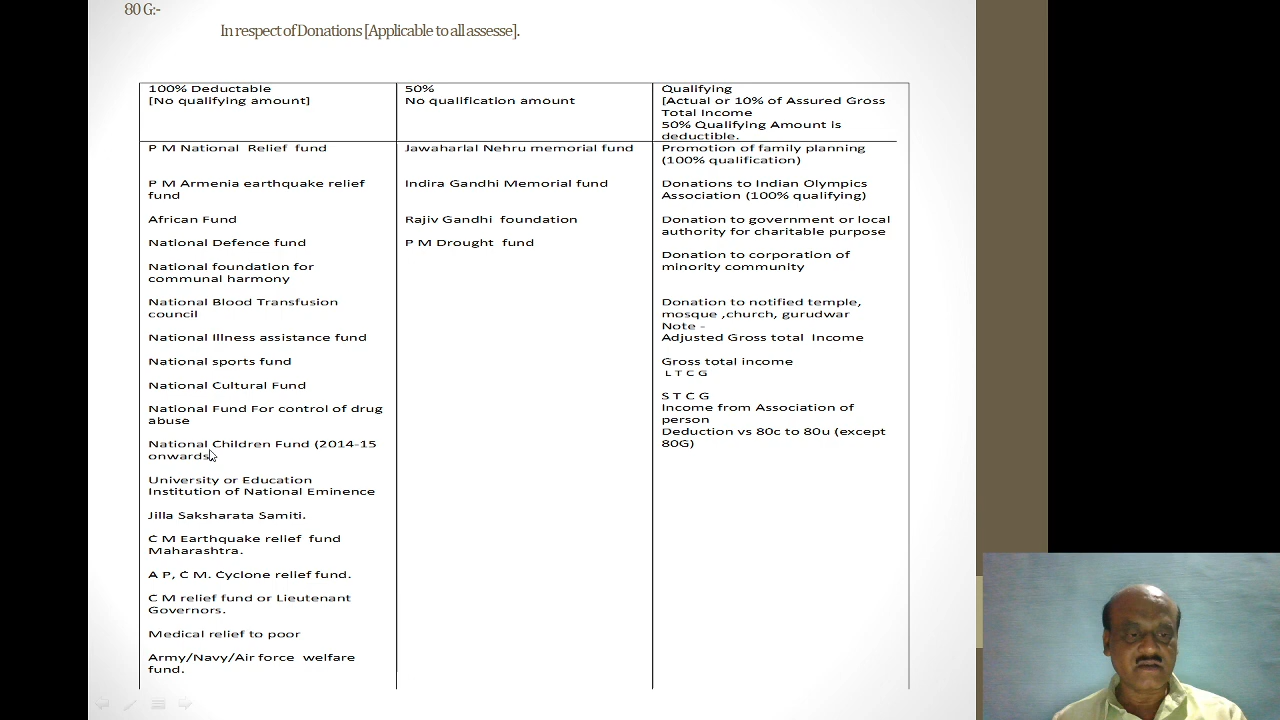 80 G:-
In respect of Donations [Applicable to all assesse].
100% Deductable
[No qualifying amount]
50%
No qualification amount
Qualifying
[Actual or 10% of Assured Gross
Total Income
50% Qualifying Amount is
deductible.
P M National Relief fund
P M Armenia earthquake relief
fund
African Fund
National Defence fund
National foundation for
communal harmony
National Blood Transfusion
council
National Illness assistance fund
National sports fund
National Cultural Fund
National Fund For control of drug
abuse
National Children Fund (2014-15
onwards)
University or Education
Institution of National Eminence
Jilla Saksharata Samiti.
C M Earthquake relief fund
Maharashtra.
A P, C M. Cyclone relief fund.
C M relief fund or Lieutenant
Governors.
Medical relief to poor
Army/Navy/Air force welfare
fund.
Jawaharlal Nehru memorial fund
Indira Gandhi Memorial fund
Rajiv Gandhi foundation
P M Drought fund
Promotion of family planning
(100% qualification)
Donations to Indian Olympics
Association (100% qualifying)
Donation to government or local
authority for charitable purpose
Donation to corporation of
minority community
Donation to notified temple,
mosque ,church, gurudwar
Note -
Adjusted Gross total Income
Gross total income
L T C G
S T C G
Income from Association of
person
Deduction vs 80c to 80u (except
80G)